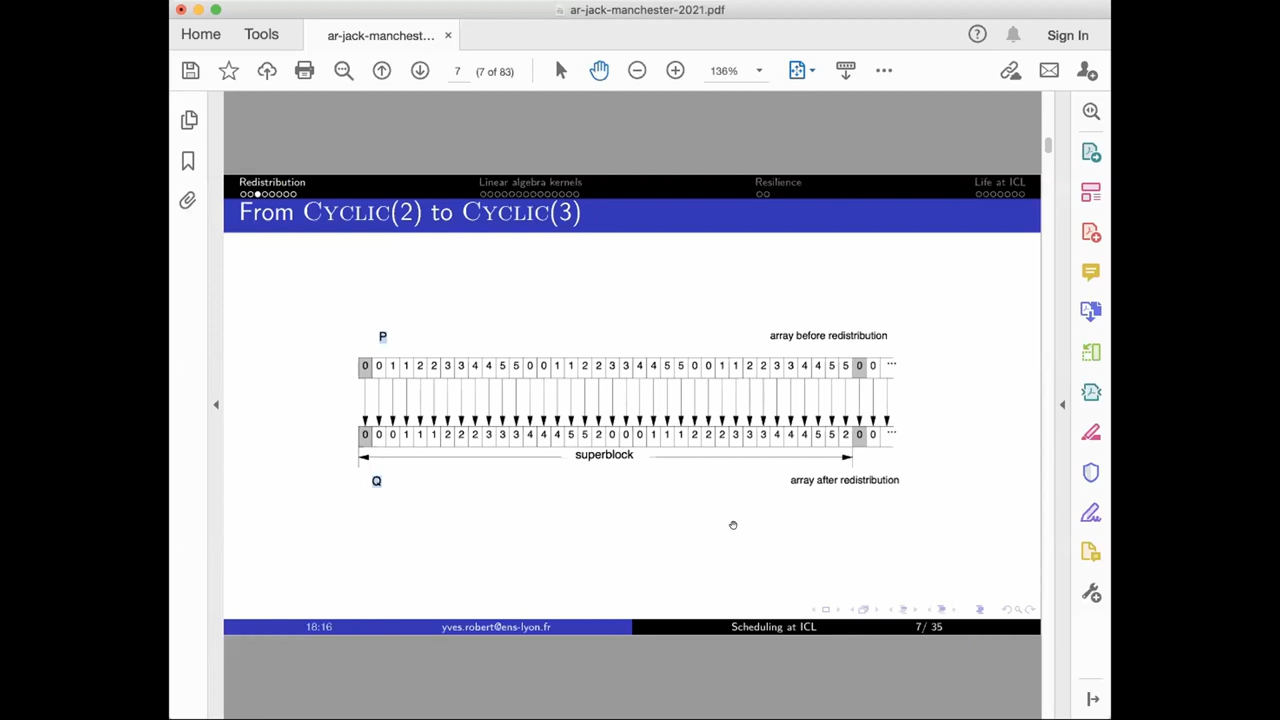 ar-jack-manchester-2021.pdf
Home Tools ar-jack-manchest... × Sign In
7 (7 of 83) 136%
Redistribution Linear algebra kernels Resilience Life at ICL
From CYCLIC(2) to CYCLIC(3)
P array before redistribution
0 0 1 1 2 2 3 3 4 4 5 5 0 0 1 1 2 2 3 3 4 4 5 5 0 0 1 1 2 2 3 3 4 4 5 5 0 0 ...
0 0 0 1 1 1 2 2 2 3 3 3 4 4 4 5 5 2 0 0 0 1 1 1 2 2 2 3 3 3 4 4 4 5 5 2 0 0 ...
superblock
Q array after redistribution
18:16 yves.robert@ens-lyon.fr Scheduling at ICL 7/ 35